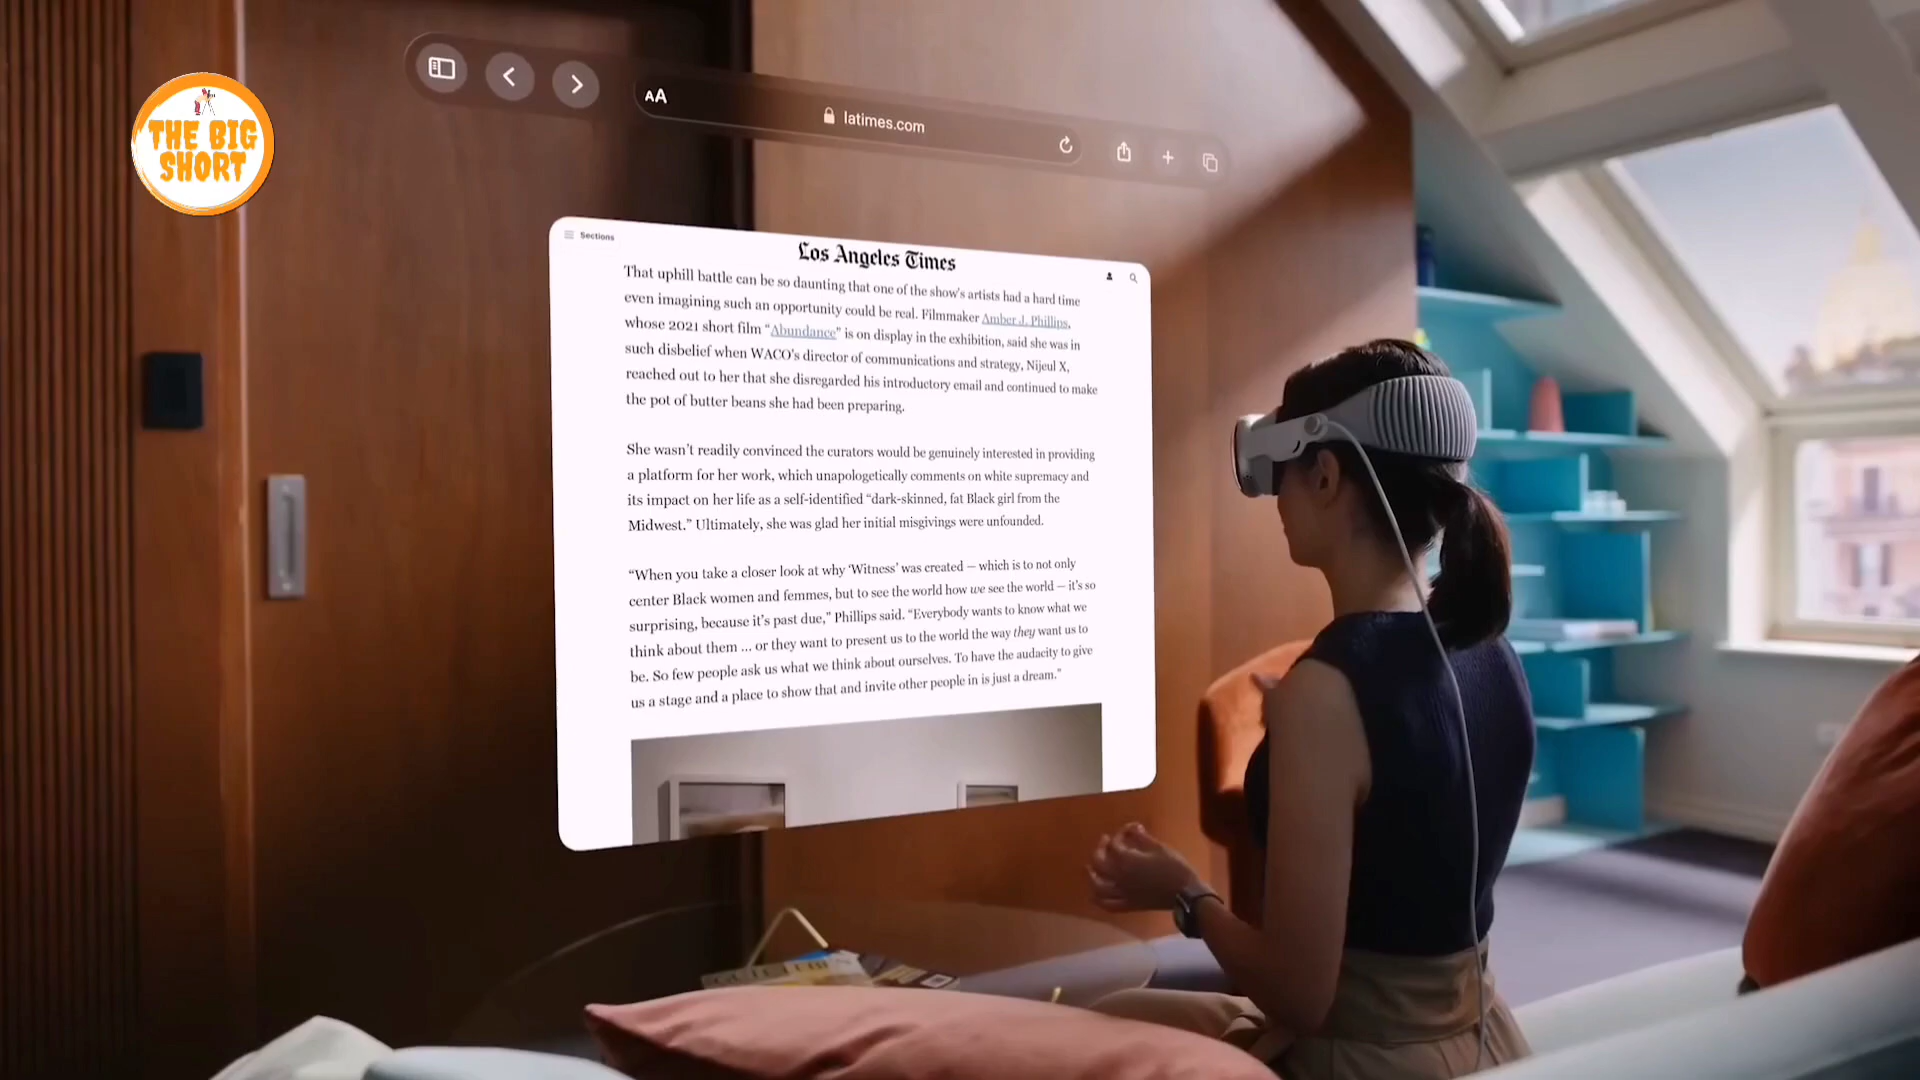 THE BIG
SHORT
AA
latimes.com
Sections
Los Angeles Times
That uphill battle can be so daunting that one of the show's artists had a hard time
even imagining such an opportunity could be real. Filmmaker Amber J. Phillips,
whose 2021 short film “Abundance” is on display in the exhibition, said she was in
such disbelief when WACO's director of communications and strategy, Nijeul X,
reached out to her that she disregarded his introductory email and continued to make
the pot of butter beans she had been preparing.
She wasn't readily convinced the curators would be genuinely interested in providing
a platform for her work, which unapologetically comments on white supremacy and
its impact on her life as a self-identified “dark-skinned, fat Black girl from the
Midwest.” Ultimately, she was glad her initial misgivings were unfounded.
“When you take a closer look at why ‘Witness’ was created — which is to not only
center Black women and femmes, but to see the world how we see the world — it's so
surprising, because it's past due,” Phillips said. “Everybody wants to know what we
think about them ... or they want to present us to the world the way they want us to
be. So few people ask us what we think about ourselves. To have the audacity to give
us a stage and a place to show that and invite other people in is just a dream.”